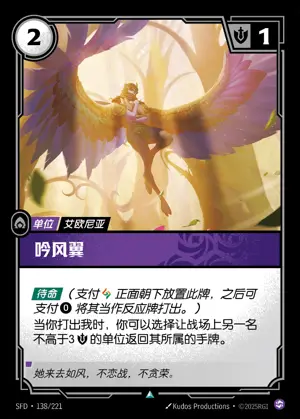 2
1
单位 艾欧尼亚
吟风翼
待命 (支付 正面朝下放置此牌，之后可
支付0将其当作反应牌打出。)
当你打出我时，你可以选择让战场上另一名
不高于3 的单位返回其所属的手牌。
她来去如风，不恋战，不贪荣。
SFD • 138/221
Kudos Productions • ©2025RGI